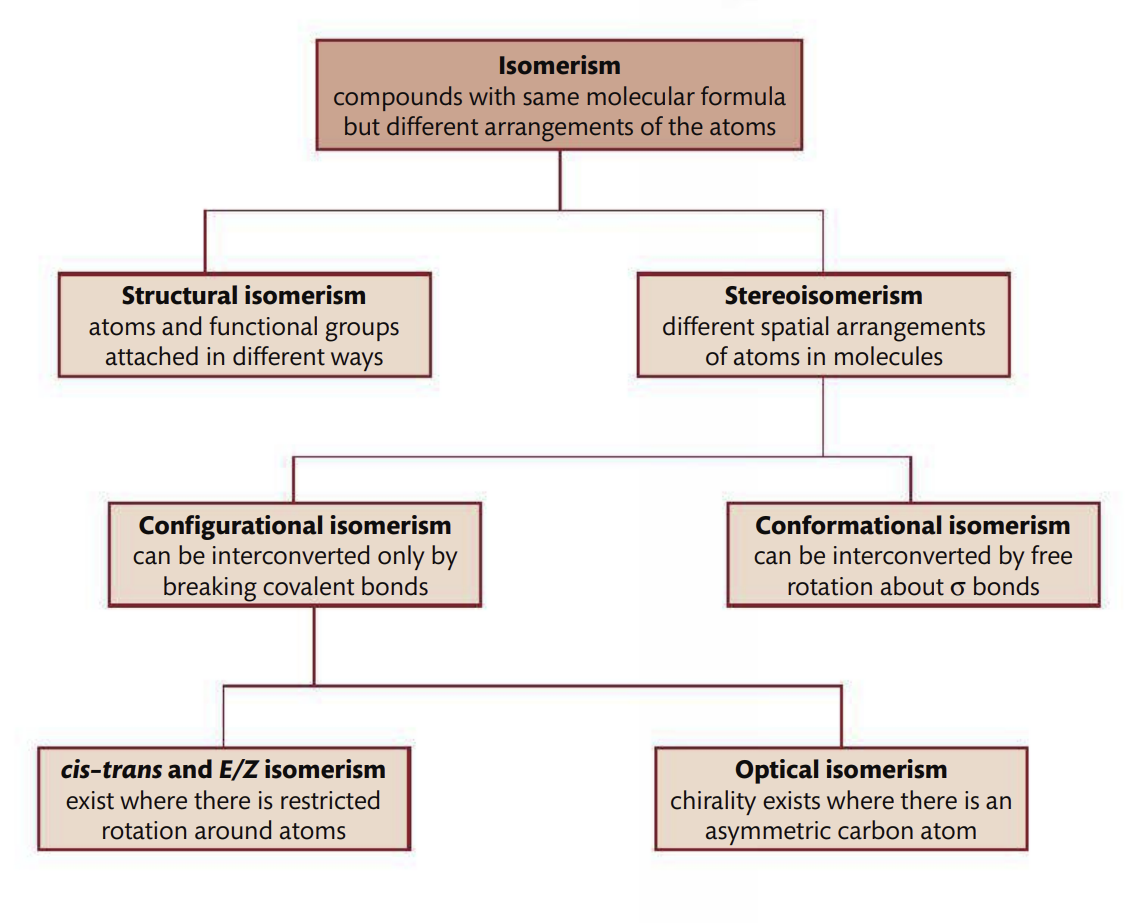 Isomerism
compounds with same molecular formula
but different arrangements of the atoms
Structural isomerism
atoms and functional groups
attached in different ways
Stereoisomerism
different spatial arrangements
of atoms in molecules
Configurational isomerism
can be interconverted only by
breaking covalent bonds
Conformational isomerism
can be interconverted by free
rotation about σ bonds
cis–trans and E/Z isomerism
exist where there is restricted
rotation around atoms
Optical isomerism
chirality exists where there is an
asymmetric carbon atom